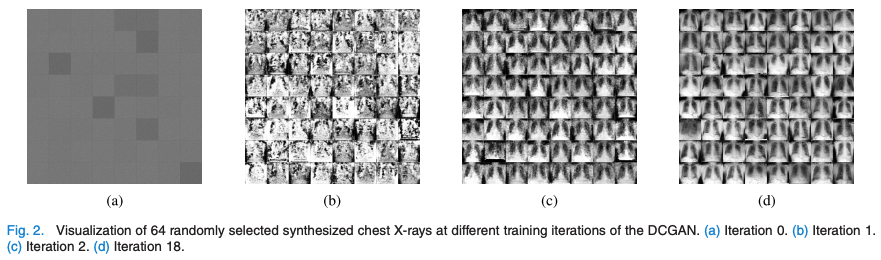 (a)
(b)
(c)
(d)
Fig. 2. Visualization of 64 randomly selected synthesized chest X-rays at different training iterations of the DCGAN. (a) Iteration 0. (b) Iteration 1.
(c) Iteration 2. (d) Iteration 18.